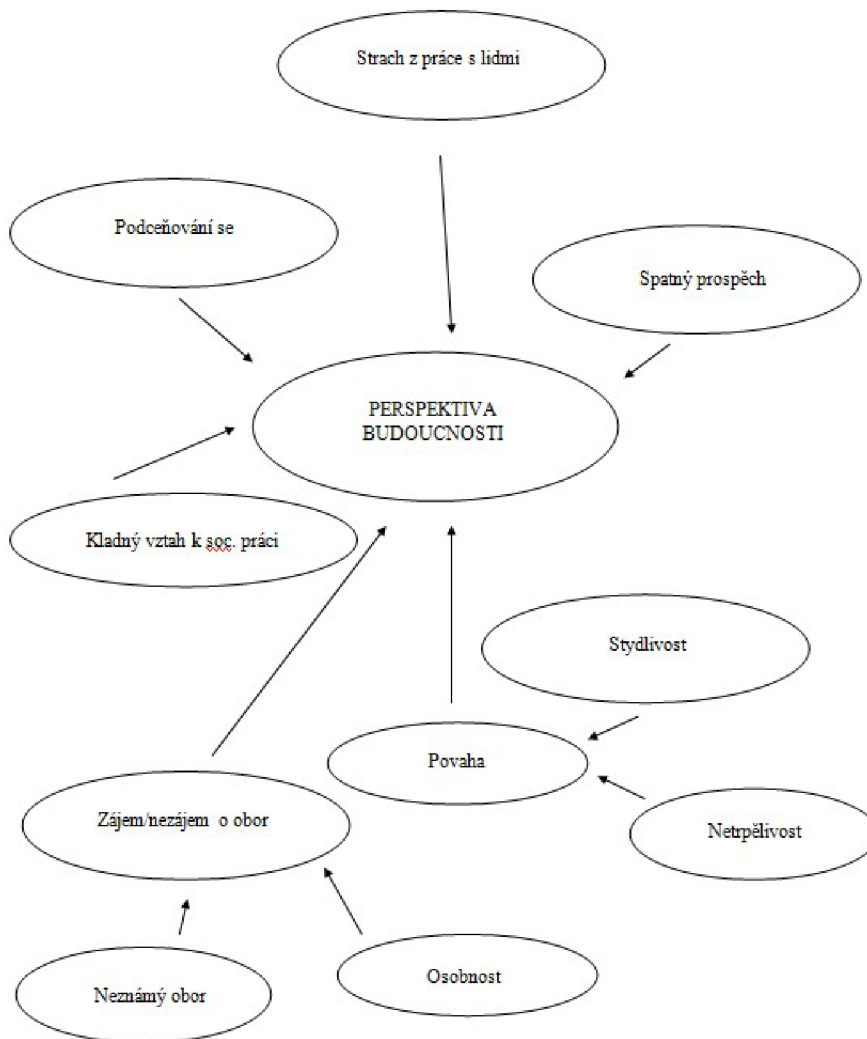 Strach z práce s lidmi
Podceňování se
Spatný prospěch
PERSPEKTIVA
BUDOUCNOSTI
Kladný vztah k soc. práci
Stydlivost
Povaha
Zájem/nezájem o obor
Netrpělivost
Neznámý obor
Osobnost